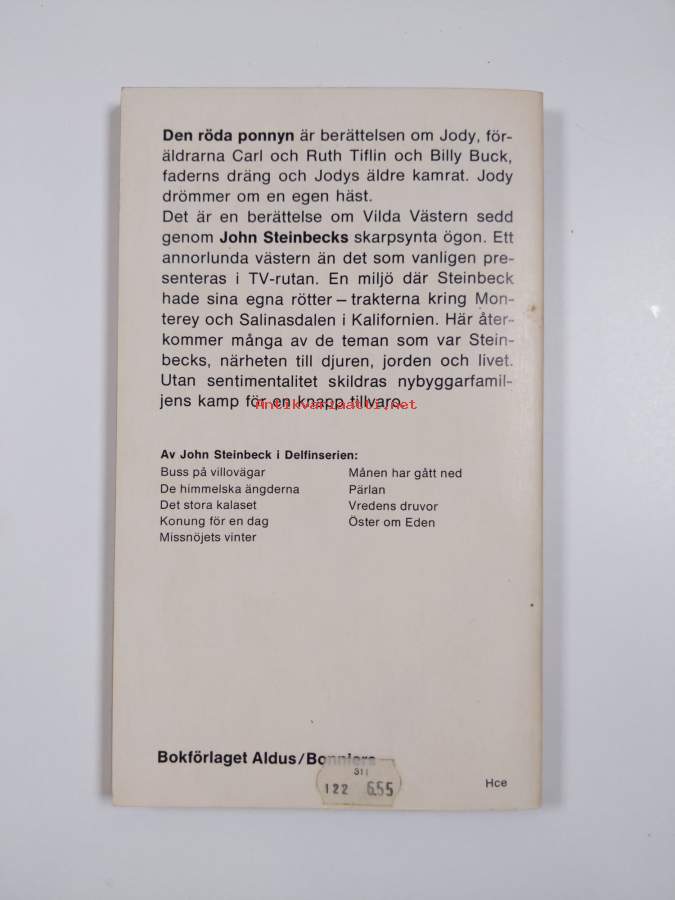 Den röda ponnyn är berättelsen om Jody, för-
äldrarna Carl och Ruth Tiflin och Billy Buck,
faderns dräng och Jodys äldre kamrat. Jody
drömmer om en egen häst.
Det är en berättelse om Vilda Västern sedd
genom John Steinbecks skarpsynta ögon. Ett
annorlunda västern än det som vanligen pre-
senteras i TV-rutan. En miljö där Steinbeck
hade sina egna rötter – trakterna kring Mon-
terey och Salinasdalen i Kalifornien. Här åter-
kommer många av de teman som var Stein-
becks, närheten till djuren, jorden och livet.
Utan sentimentalitet skildras nybyggarfamil-
jens kamp för en knapp tillvaro.
Antikvariaatti.net
Av John Steinbeck i Delfinserien:
Buss på villovägar
De himmelska ängderna
Det stora kalaset
Konung för en dag
Missnöjets vinter
Månen har gått ned
Pärlan
Vredens druvor
Öster om Eden
Bokförlaget Aldus/Bonniers
311
122 655
Hce